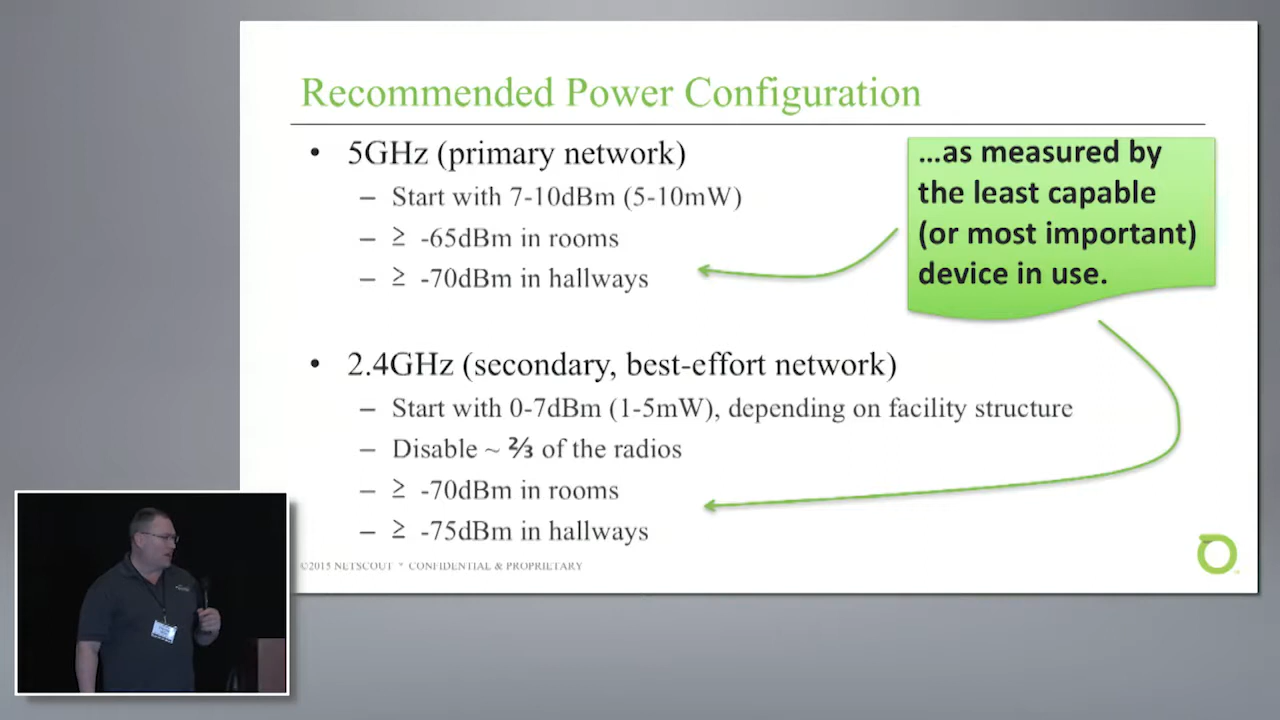 Recommended Power Configuration
• 5GHz (primary network)
– Start with 7-10dBm (5-10mW)
– ≥ -65dBm in rooms
– ≥ -70dBm in hallways
...as measured by
the least capable
(or most important)
device in use.
• 2.4GHz (secondary, best-effort network)
– Start with 0-7dBm (1-5mW), depending on facility structure
– Disable ~ ⅔ of the radios
– ≥ -70dBm in rooms
– ≥ -75dBm in hallways
©2015 NETSCOUT * CONFIDENTIAL & PROPRIETARY